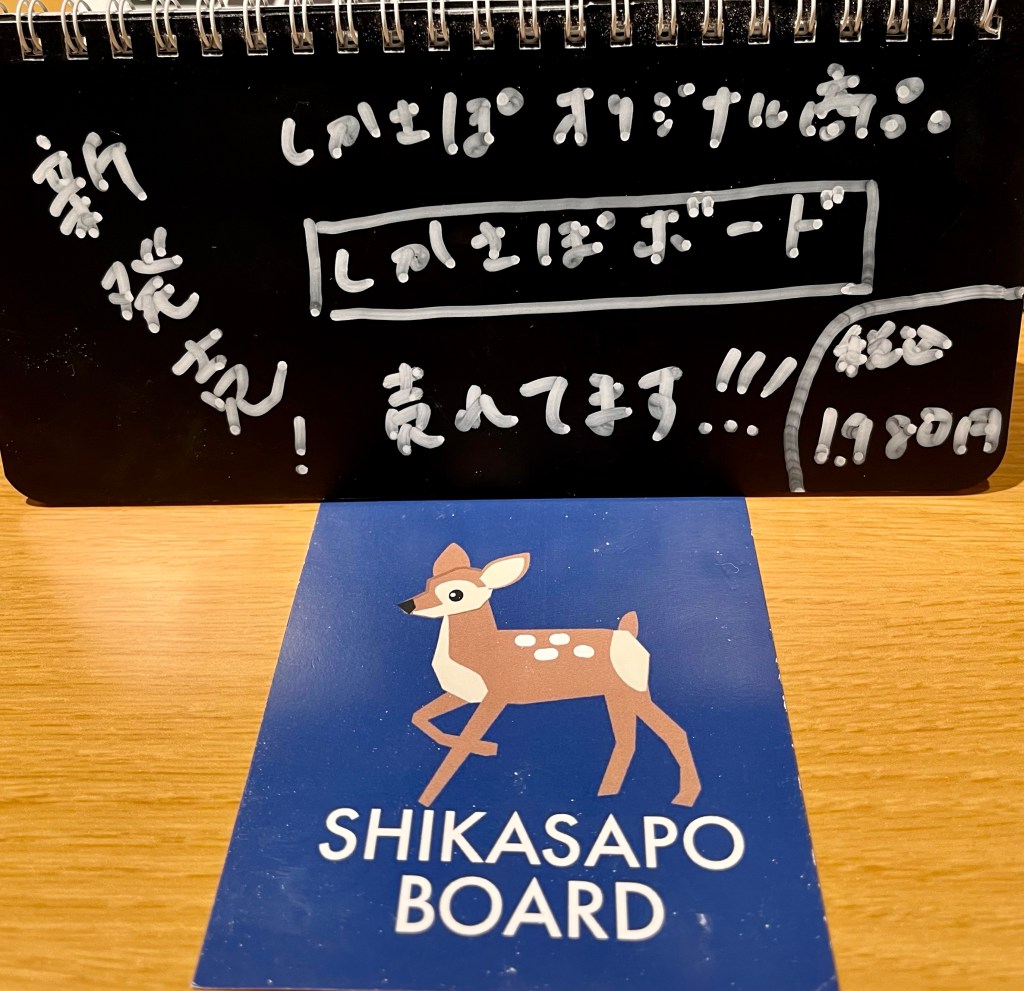 しかさぽ オリジナル商品
新発売!
しかさぽボード
売れてます!!!
税込
1,980円
SHIKASAPO
BOARD